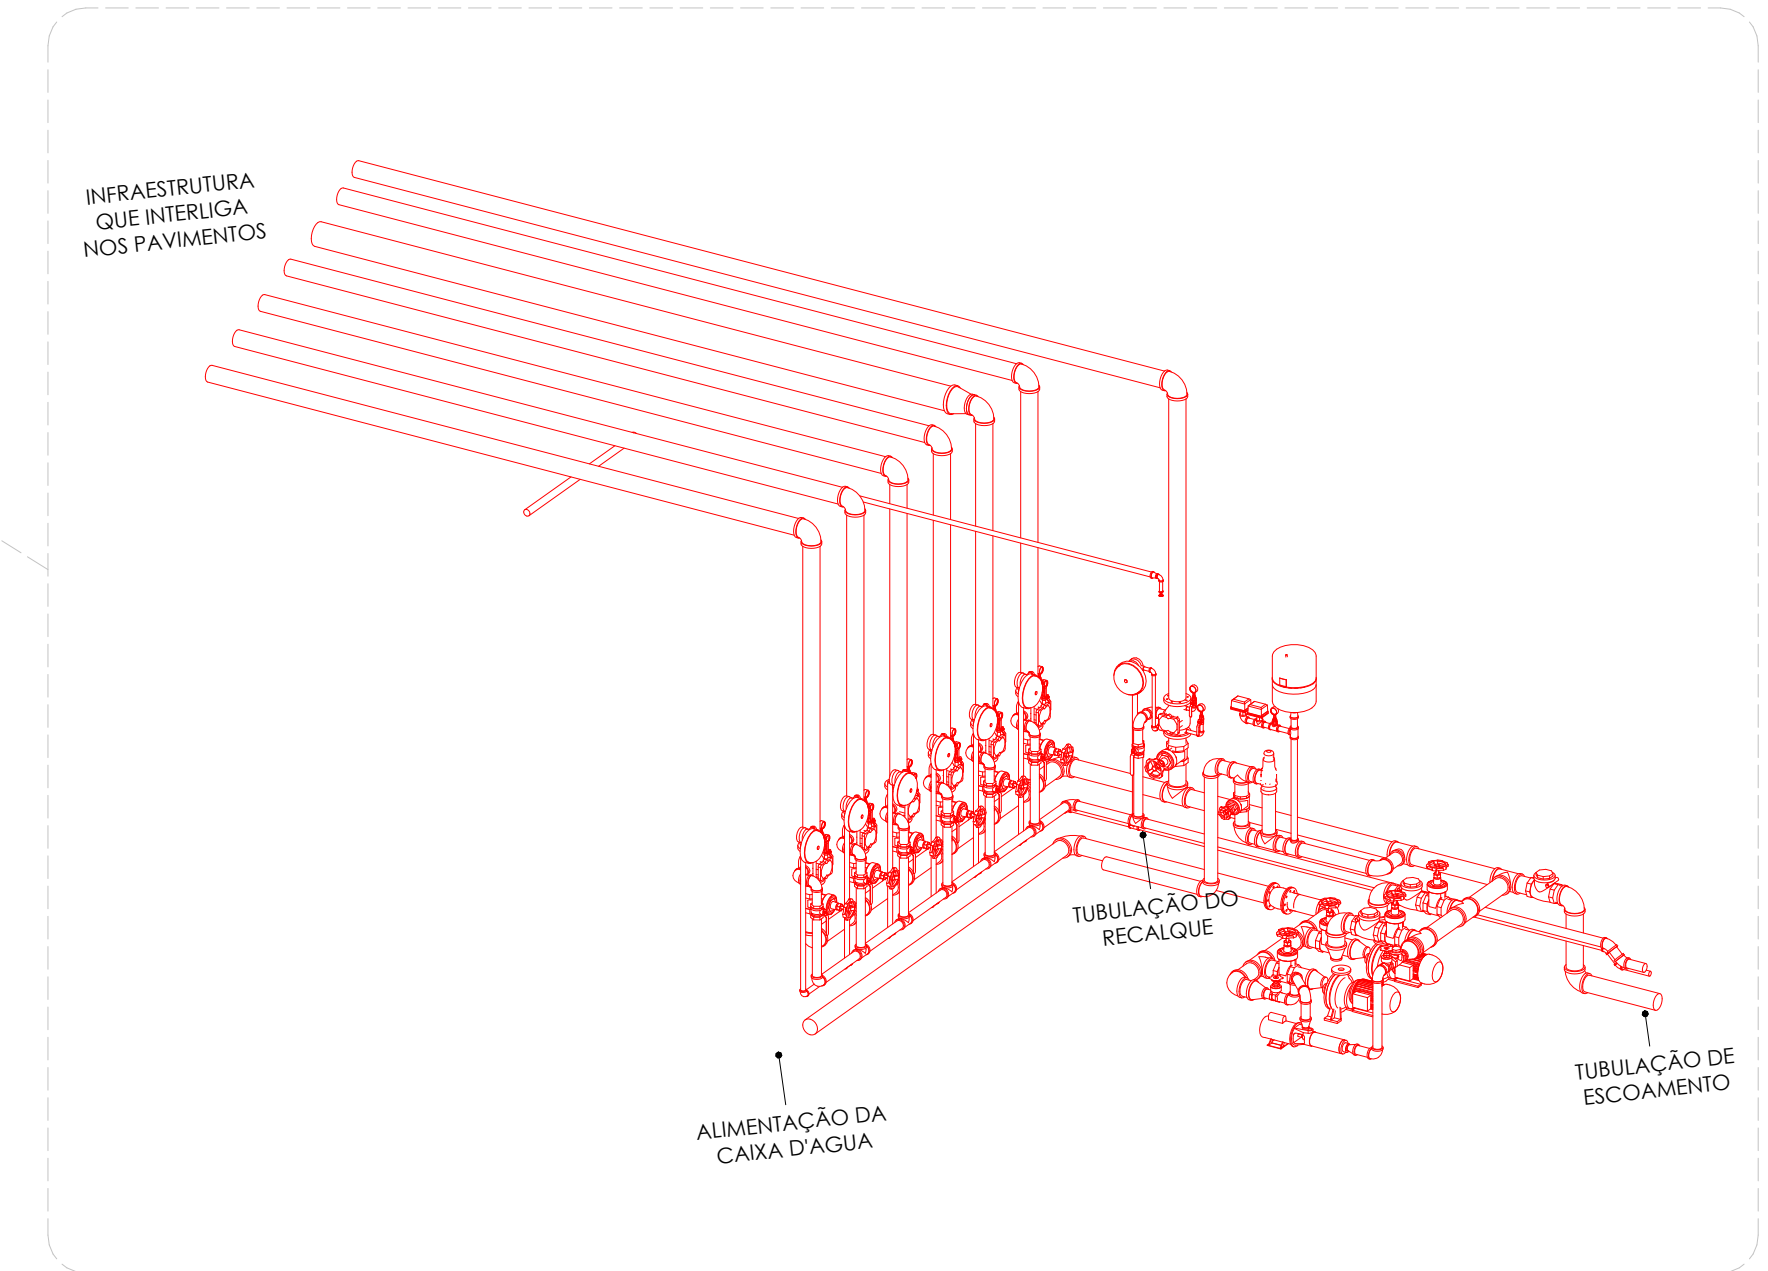 INFRAESTRUTURA
QUE INTERLIGA
NOS PAVIMENTOS
TUBULAÇÃO DO
RECALQUE
TUBULAÇÃO DE
ESCOAMENTO
ALIMENTAÇÃO DA
CAIXA D'AGUA